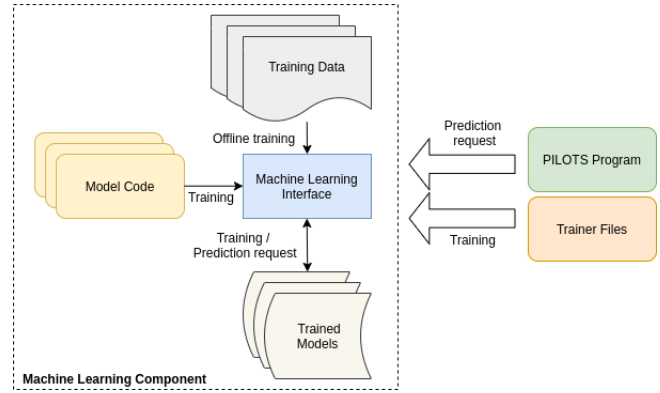 Training Data
Offline training
Model Code
Training
Machine Learning
Interface
Training /
Prediction request
Trained
Models
Machine Learning Component
Prediction
request
PILOTS Program
Trainer Files
Training